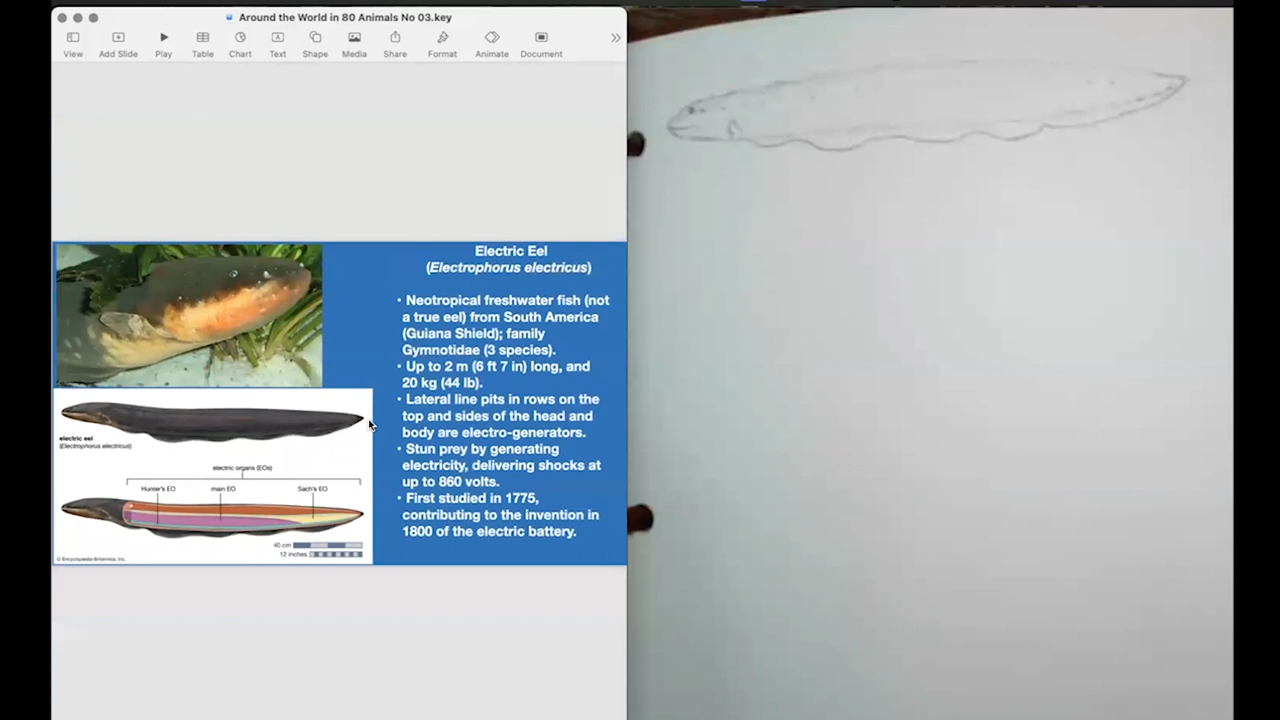 Around the World in 80 Animals No 03.key
View
Add Slide
Play
Table
Chart
Text
Shape
Media
Share
Format
Animate
Document
Electric Eel
(Electrophorus electricus)
• Neotropical freshwater fish (not
a true eel) from South America
(Guiana Shield); family
Gymnotidae (3 species).
• Up to 2 m (6 ft 7 in) long, and
20 kg (44 lb).
• Lateral line pits in rows on the
top and sides of the head and
body are electro-generators.
• Stun prey by generating
electricity, delivering shocks at
up to 860 volts.
• First studied in 1775,
contributing to the invention in
1800 of the electric battery.
electric eel
(Electrophorus electricus)
electric organs (EOs)
Hunter's EO
main EO
Sach's EO
40 cm
12 inches
© Encyclopædia Britannica, Inc.